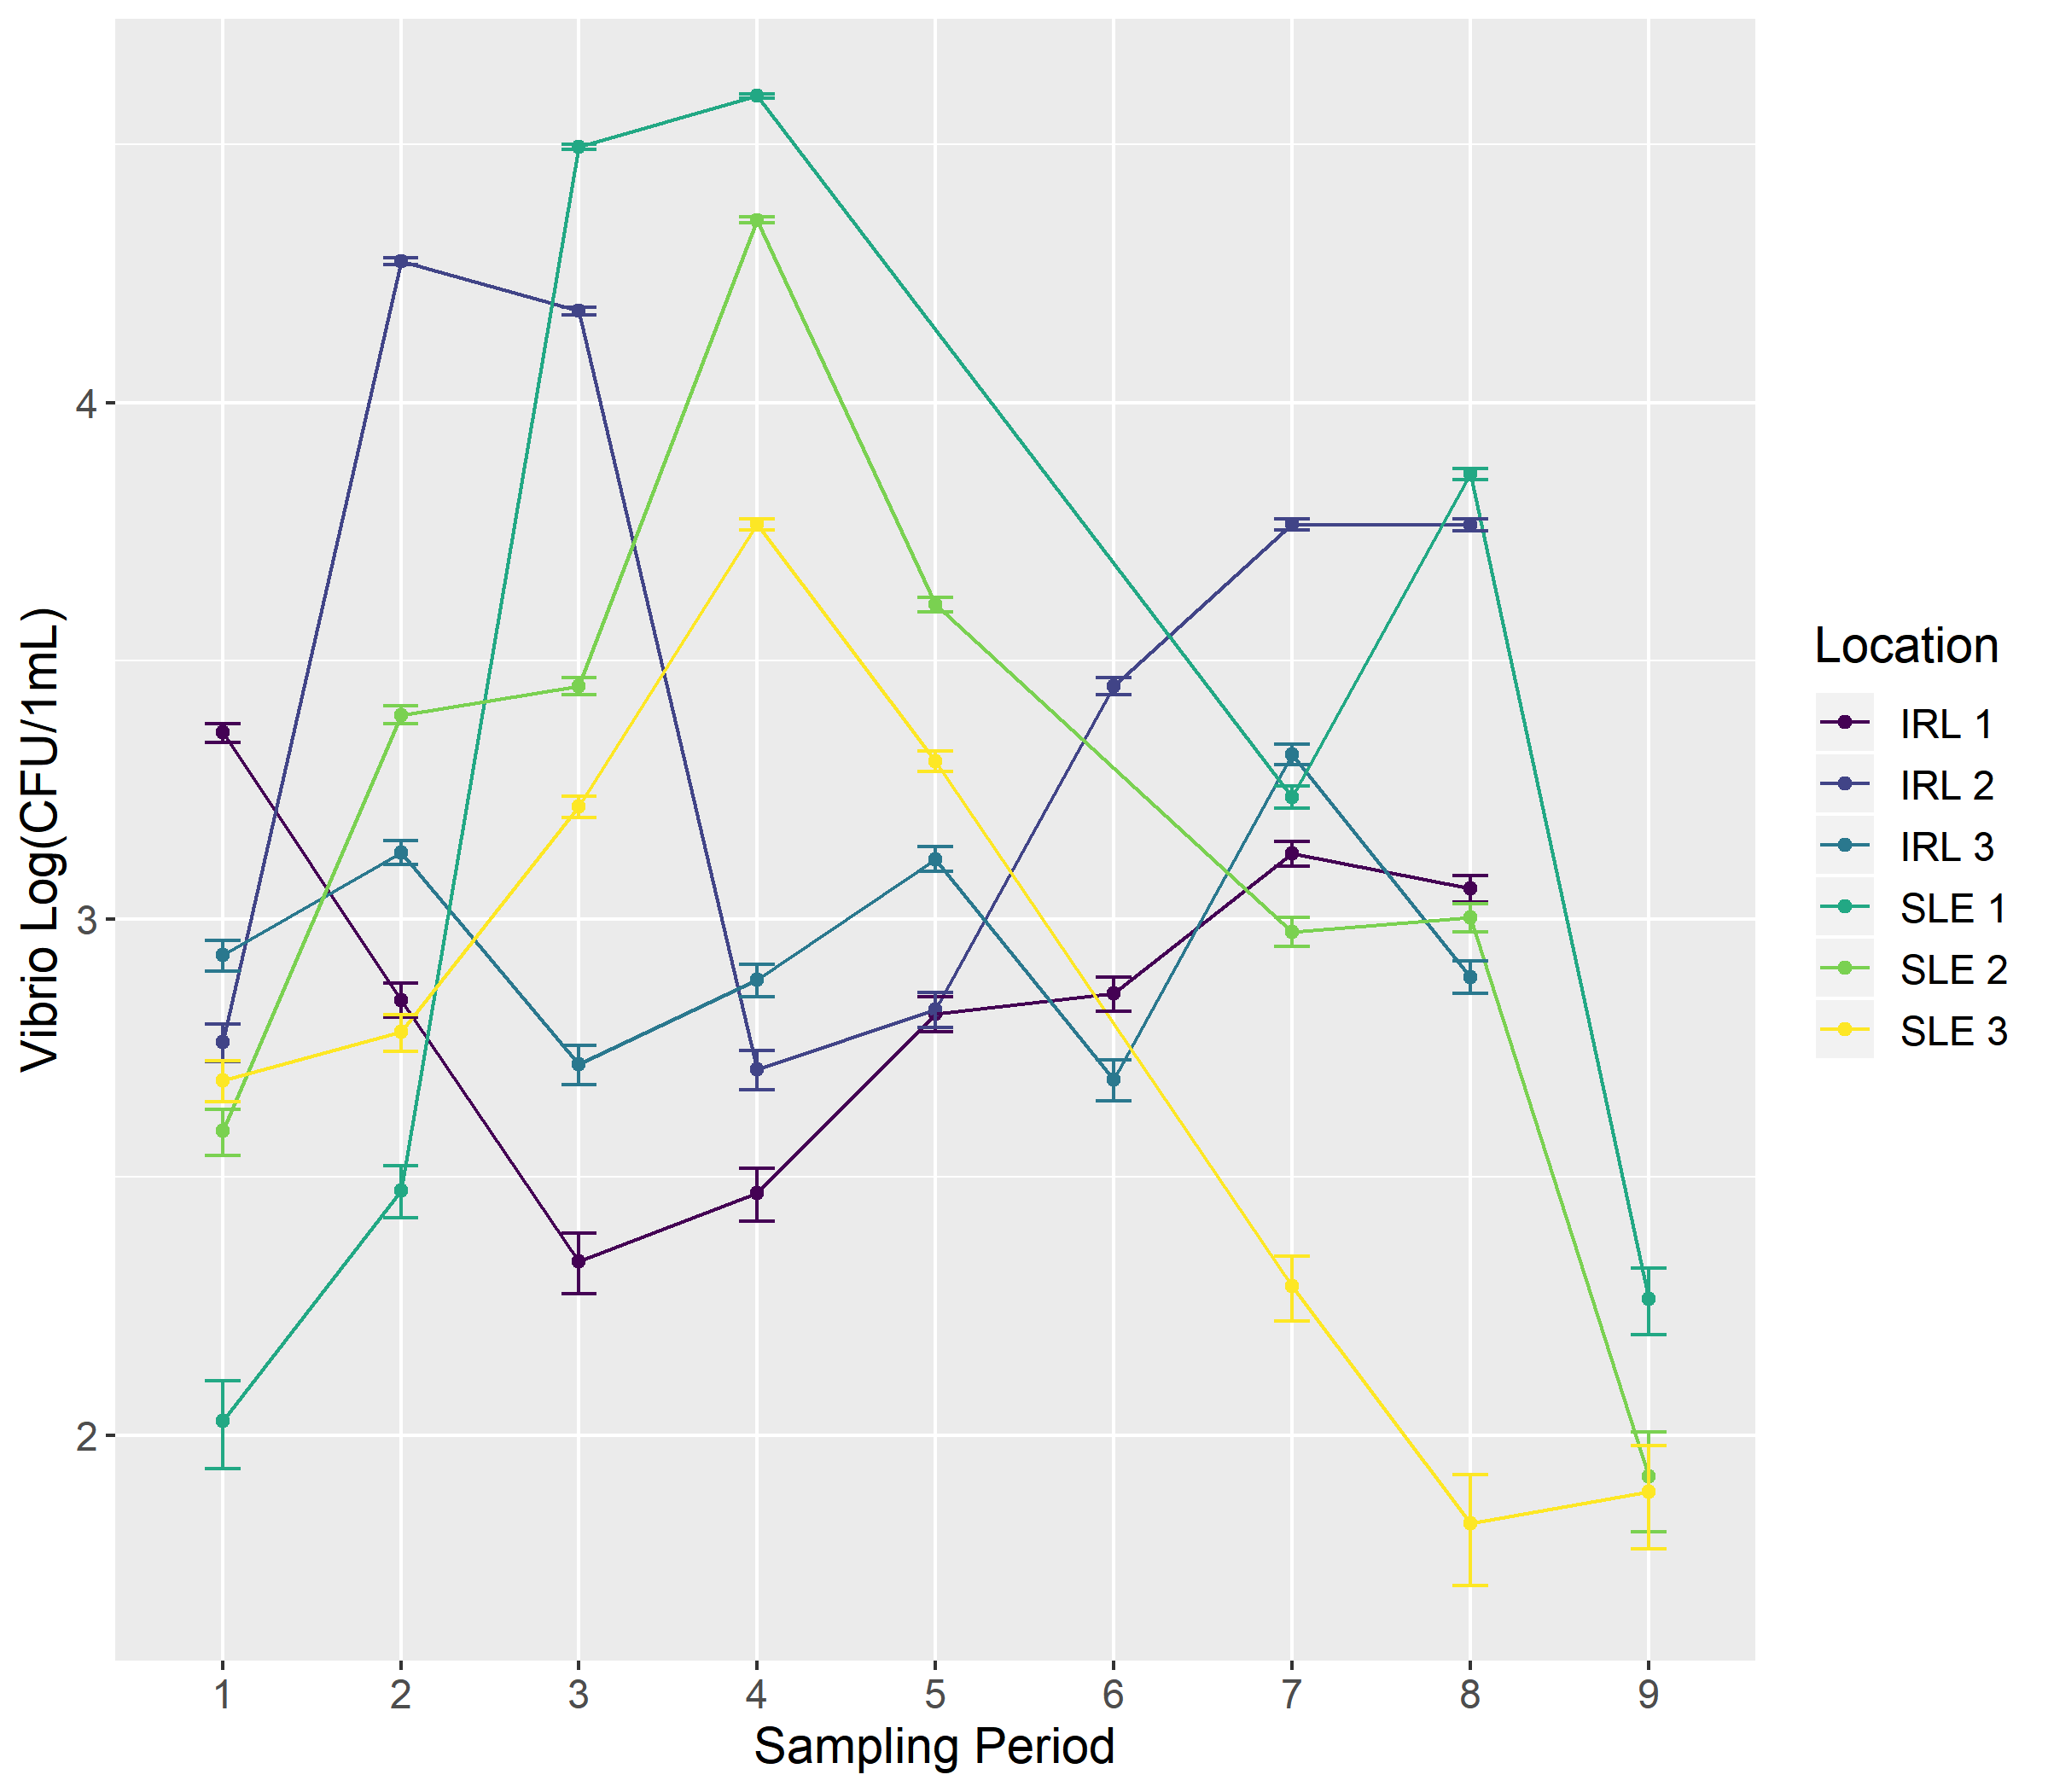 Vibrio Log(CFU/1mL)
4
3
2
1 2 3 4 5 6 7 8 9
Sampling Period
Location
IRL 1
IRL 2
IRL 3
SLE 1
SLE 2
SLE 3